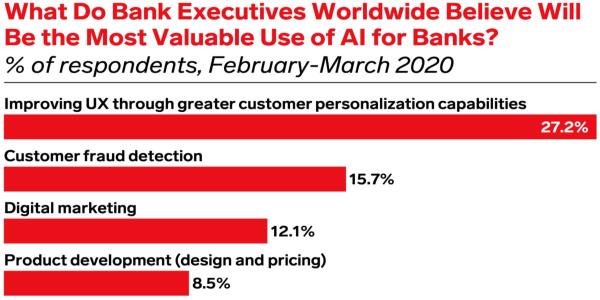 What Do Bank Executives Worldwide Believe Will
Be the Most Valuable Use of AI for Banks?
% of respondents, February-March 2020
Improving UX through greater customer personalization capabilities
27.2%
Customer fraud detection
15.7%
Digital marketing
12.1%
Product development (design and pricing)
8.5%